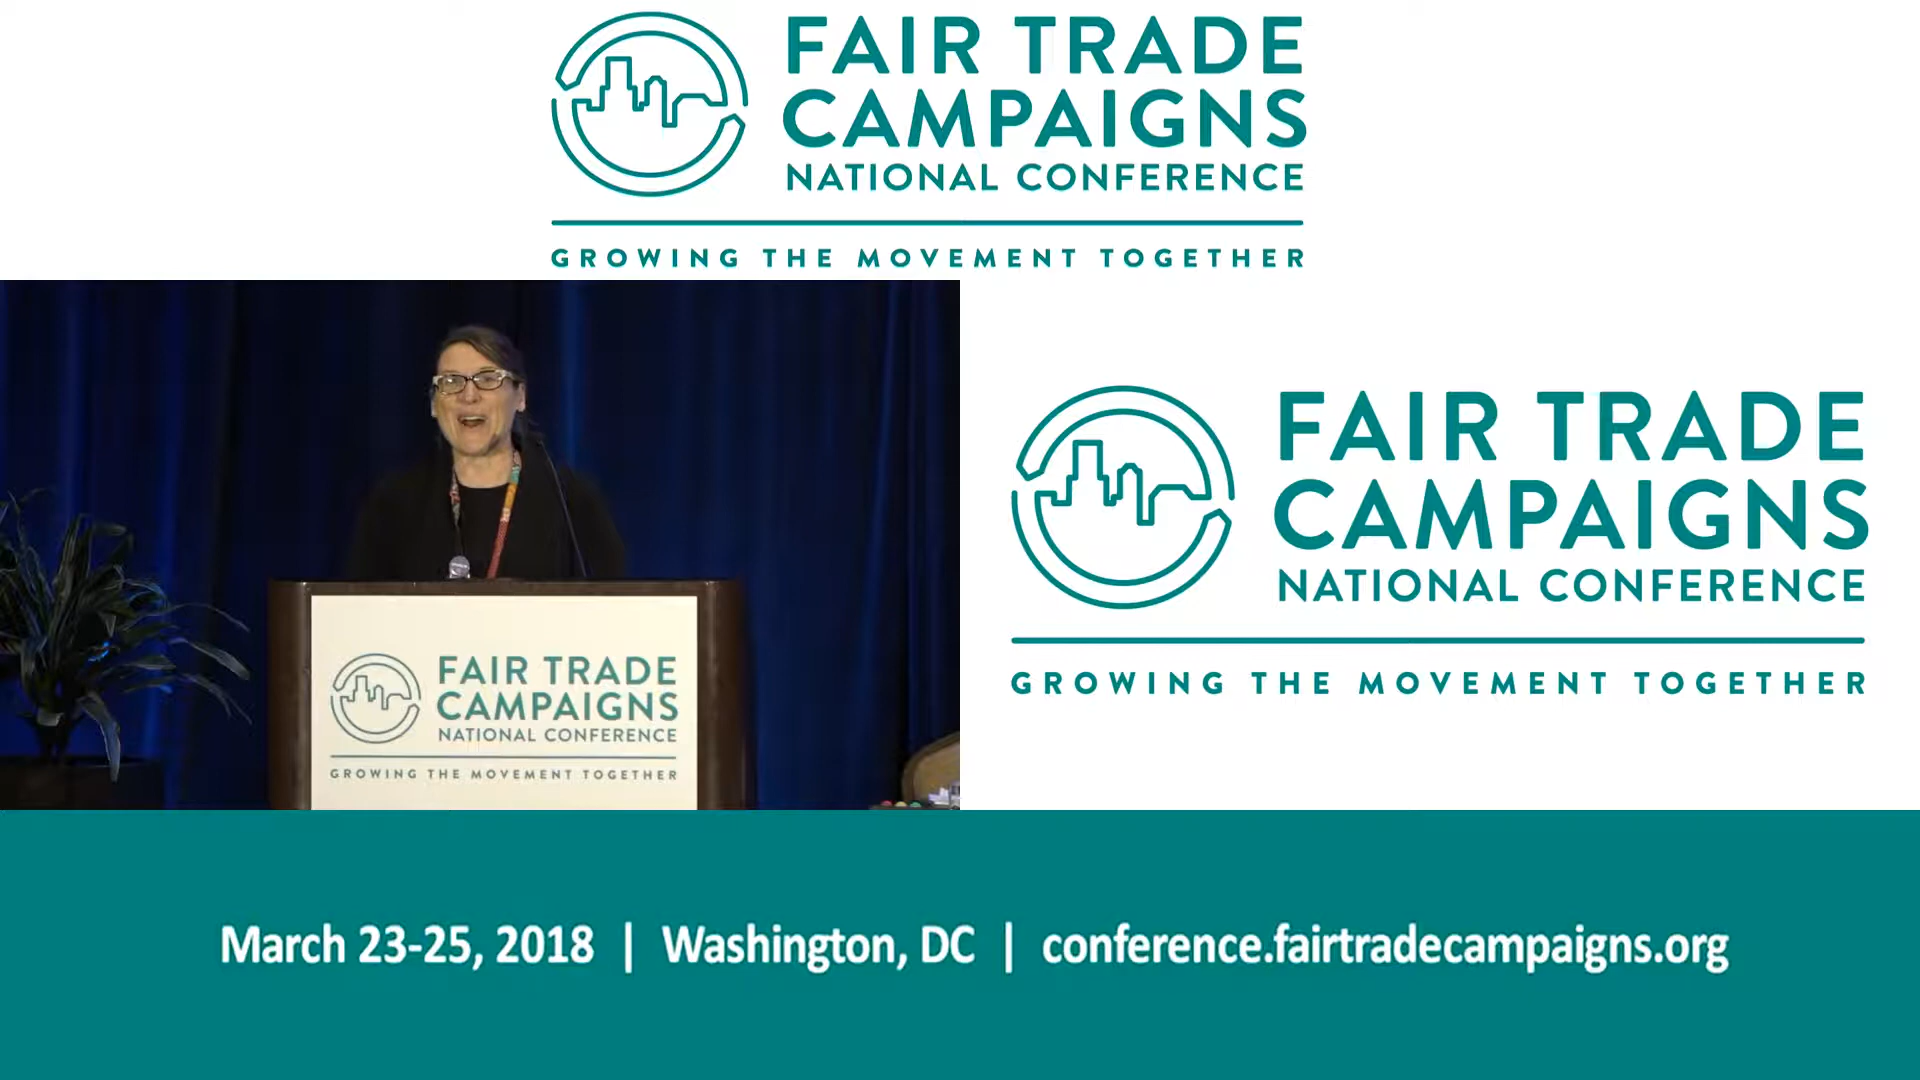 FAIR TRADE
CAMPAIGNS
NATIONAL CONFERENCE
GROWING THE MOVEMENT TOGETHER
FAIR TRADE
CAMPAIGNS
NATIONAL CONFERENCE
GROWING THE MOVEMENT TOGETHER
FAIR TRADE
CAMPAIGNS
NATIONAL CONFERENCE
GROWING THE MOVEMENT TOGETHER
March 23-25, 2018 | Washington, DC | conference.fairtradecampaigns.org